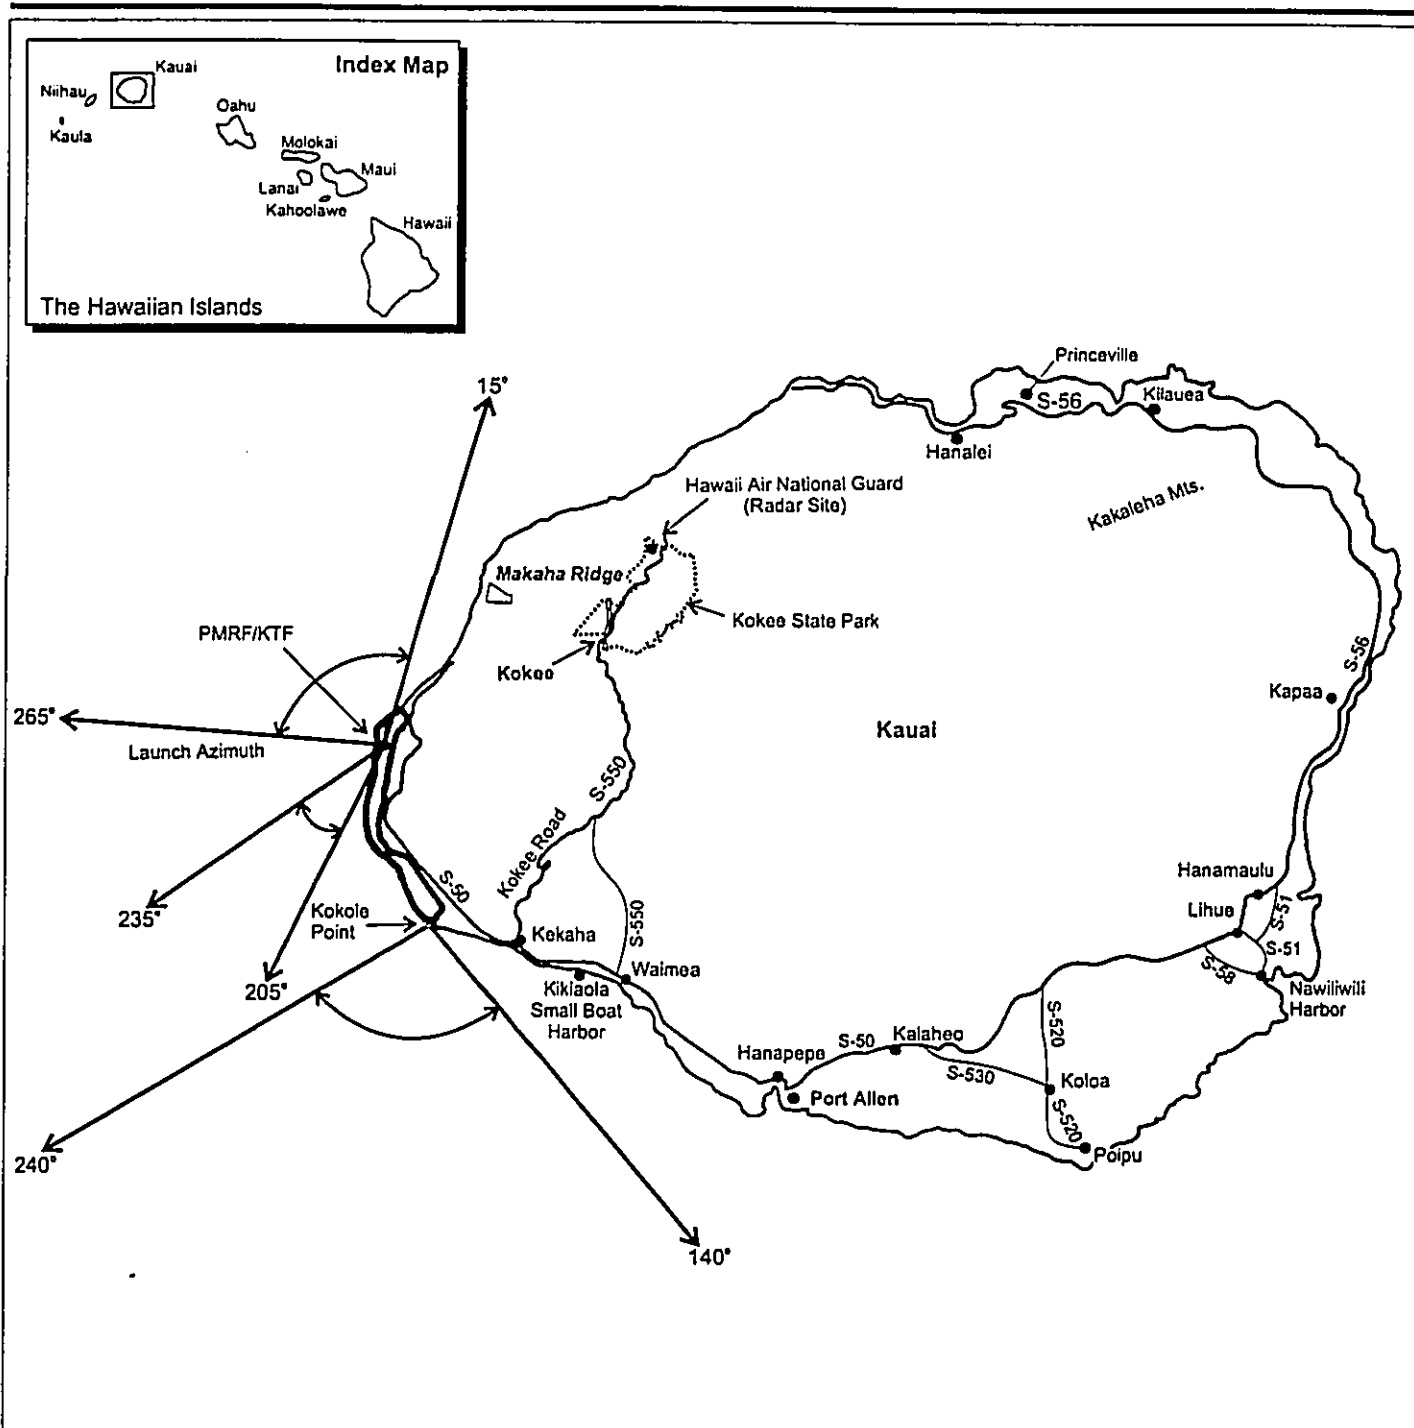 Index Map
Kauai
Niihau
Kaula
Oahu
Molokai
Maui
Lanai
Kahoolawe
Hawaii
The Hawaiian Islands
Princeville
15°
S-56
Kilauea
Hanalei
Hawaii Air National Guard
(Radar Site)
Kakaleha Mts.
Makaha Ridge
Kokee State Park
PMRF/KTF
Kokee
S-56
Kapaa
265°
Launch Azimuth
Kauai
S-550
Kokee Road
S-50
Hanamaulu
Lihue
S-51
235°
Kokole
Point
Kekaha
S-550
S-51
S-58
Waimea
205°
Kikiaola
Small Boat
Harbor
Nawiliwili
Harbor
S-520
S-50
Kalaheo
Hanapepe
S-530
Koloa
Port Allen
S-520
Poipu
240°
140°